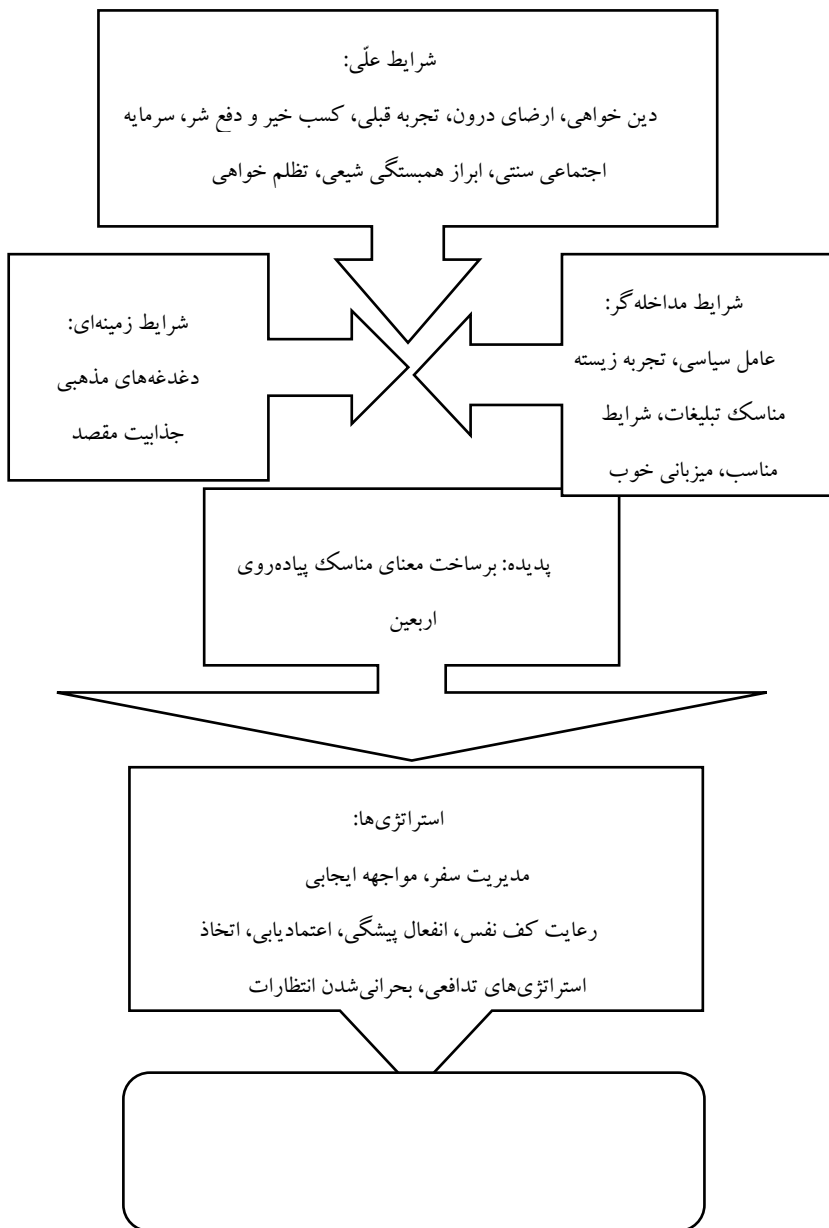 شرایط علّی:
دین خواهی، ارضای درون، تجربه قبلی، کسب خیر و دفع شر، سرمایه
اجتماعی سنتی، ابراز همبستگی شیعی، تظلم خواهی
شرایط مداخله‌گر:
عامل سیاسی، تجربه زیسته
مناسک تبلیغات، شرایط
مناسب، میزبانی خوب
شرایط زمینه‌ای:
دغدغه‌های مذهبی
جذابیت مقصد
پدیده: برساخت معنای مناسک پیاده‌روی
اربعین
استراتژی‌ها:
مدیریت سفر، مواجهه ایجابی
رعایت کف نفس، انفعال پیشگی، اعتمادیابی، اتخاذ
استراتژی‌های تدافعی، بحرانی‌شدن انتظارات